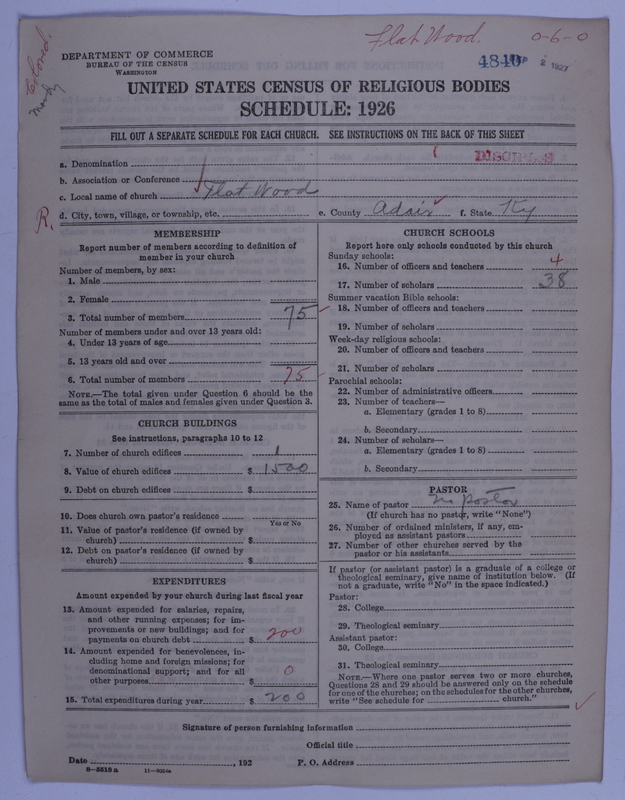 Flat Wood. 0-6-0
Colored.
DEPARTMENT OF COMMERCE
BUREAU OF THE CENSUS
WASHINGTON
4840 SEP 2 1927
UNITED STATES CENSUS OF RELIGIOUS BODIES
SCHEDULE: 1926
FILL OUT A SEPARATE SCHEDULE FOR EACH CHURCH. SEE INSTRUCTIONS ON THE BACK OF THIS SHEET
a. Denomination DISCIPLES
b. Association or Conference
c. Local name of church Flat Wood
R. d. City, town, village, or township, etc. e. County Adair f. State Ky
MEMBERSHIP
Report number of members according to definition of
member in your church
Number of members, by sex:
1. Male
2. Female
3. Total number of members 75
Number of members under and over 13 years old:
4. Under 13 years of age
5. 13 years old and over
6. Total number of members 75
NOTE.—The total given under Question 6 should be
same as the total of males and females given under Question 3.
CHURCH BUILDINGS
See instructions, paragraphs 10 to 12
7. Number of church edifices 1
8. Value of church edifices $ 1500
9. Debt on church edifices $
10. Does church own pastor's residence
Yes or No
11. Value of pastor's residence (if owned by
church) $
12. Debt on pastor's residence (if owned by
church) $
EXPENDITURES
Amount expended by your church during last fiscal year
13. Amount expended for salaries, repairs,
and other running expenses; for im-
provements or new buildings; and for
payments on church debt $ 200
14. Amount expended for benevolences, in-
cluding home and foreign missions; for
denominational support; and for all
other purposes $ 0
15. Total expenditures during year $ 200
CHURCH SCHOOLS
Report here only schools conducted by this church
Sunday schools:
16. Number of officers and teachers 4
17. Number of scholars 38
Summer vacation Bible schools:
18. Number of officers and teachers
19. Number of scholars
Week-day religious schools:
20. Number of officers and teachers
21. Number of scholars
Parochial schools:
22. Number of administrative officers
23. Number of teachers—
a. Elementary (grades 1 to 8)
b. Secondary
24. Number of scholars—
a. Elementary (grades 1 to 8)
b. Secondary
PASTOR
25. Name of pastor no pastor
(If church has no pastor, write "None")
26. Number of ordained ministers, if any, em-
ployed as assistant pastors
27. Number of other churches served by the
pastor or his assistants
If pastor (or assistant pastor) is a graduate of a college or
theological seminary, give name of institution below. (If
not a graduate, write "No" in the space indicated.)
Pastor:
28. College
29. Theological seminary
Assistant pastor:
30. College
31. Theological seminary
NOTE.—Where one pastor serves two or more churches,
Questions 28 and 29 should be answered only on the schedule
for one of the churches; on the schedules for the other churches,
write "See schedule for church."
Signature of person furnishing information
Official title
Date , 192 P. O. Address
8-5518 a